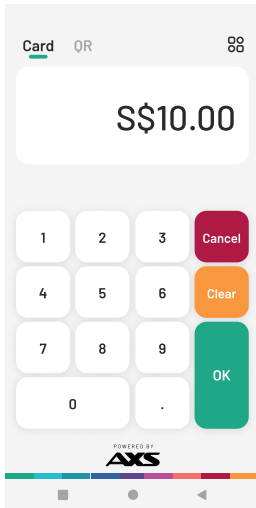 Card QR
S$10.00
1 2 3 Cancel
4 5 6 Clear
7 8 9
OK
0 .
POWERED BY
AXS